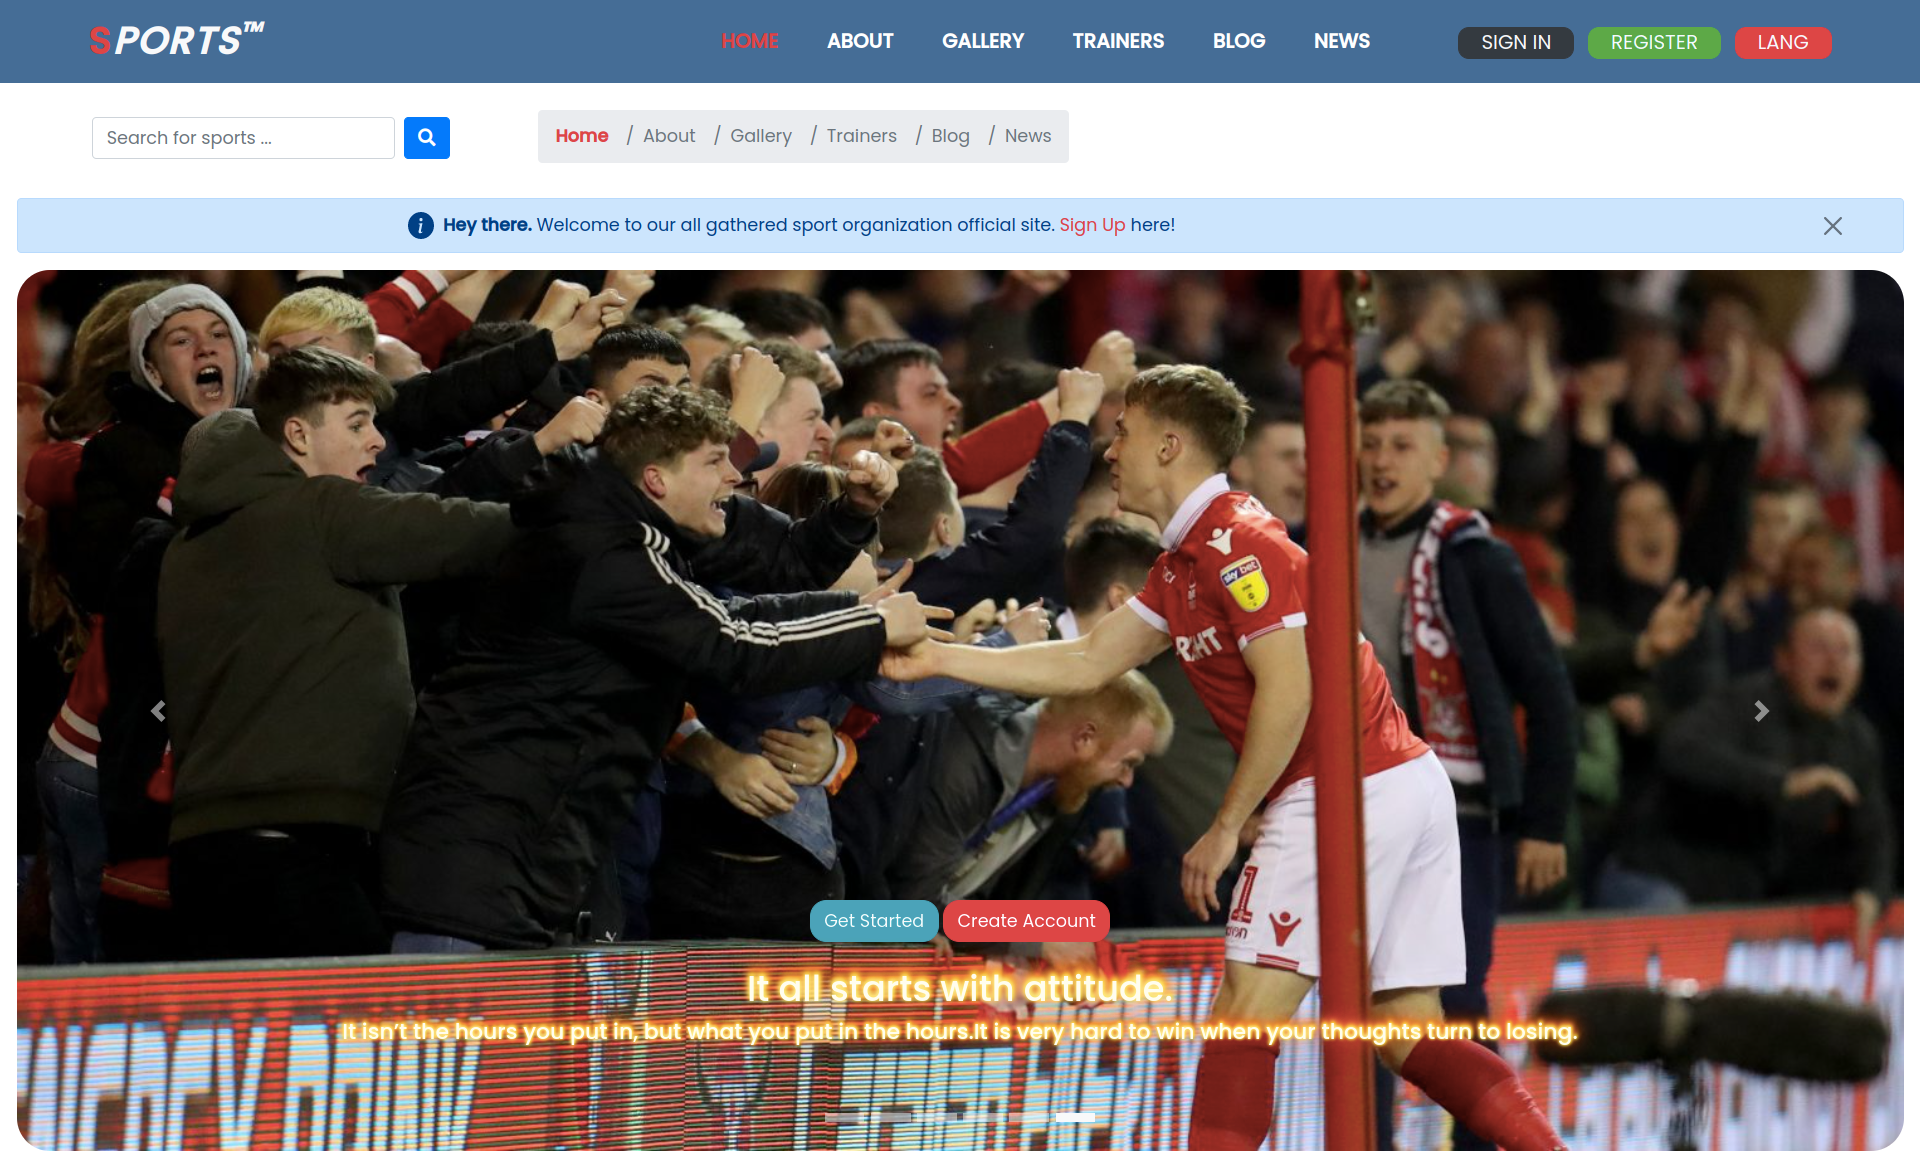 SPORTS™
HOME ABOUT GALLERY TRAINERS BLOG NEWS
SIGN IN REGISTER LANG
Search for sports ...
Home / About / Gallery / Trainers / Blog / News
Hey there. Welcome to our all gathered sport organization official site. Sign Up here!
sky bet
Get Started Create Account
It all starts with attitude.
It isn’t the hours you put in, but what you put in the hours.It is very hard to win when your thoughts turn to losing.